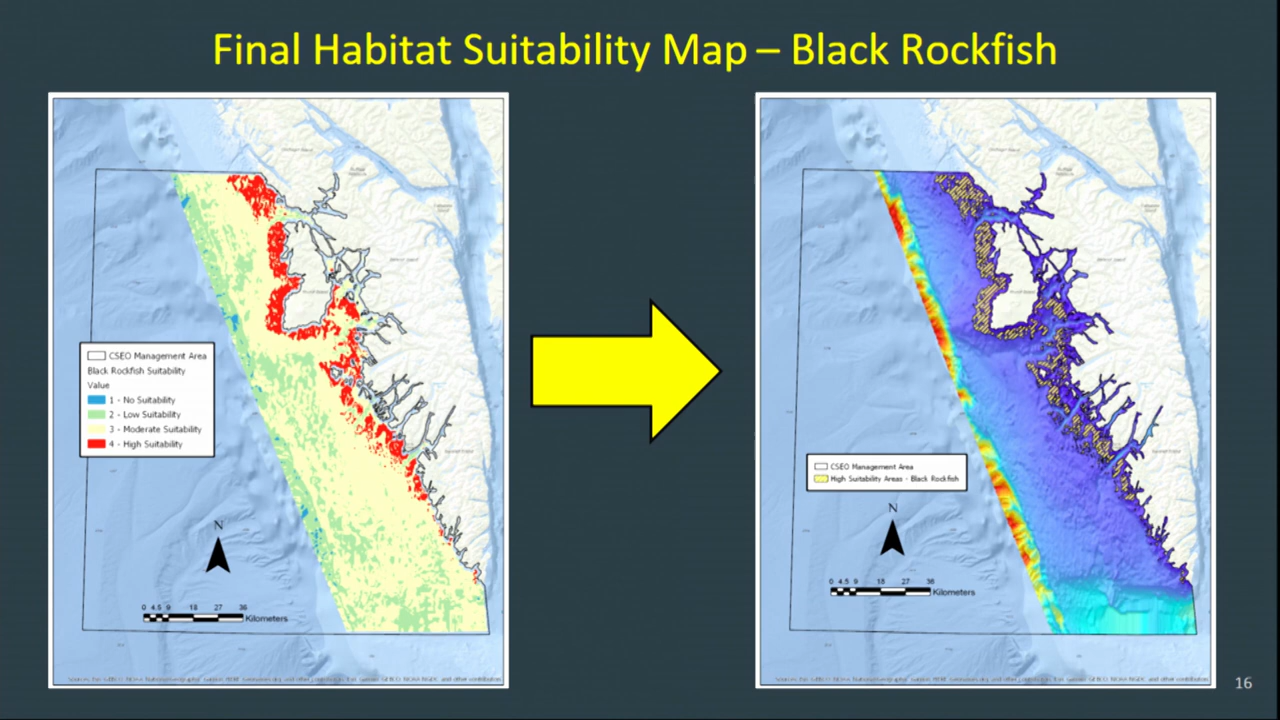 Final Habitat Suitability Map – Black Rockfish
CSEO Management Area
Black Rockfish Suitability
Value
1 - No Suitability
2 - Low Suitability
3 - Moderate Suitability
4 - High Suitability
N
0 4.5 9 18 27 36
Kilometers
CSEO Management Area
High Suitability Areas - Black Rockfish
N
0 4.5 9 18 27 36
Kilometers
16